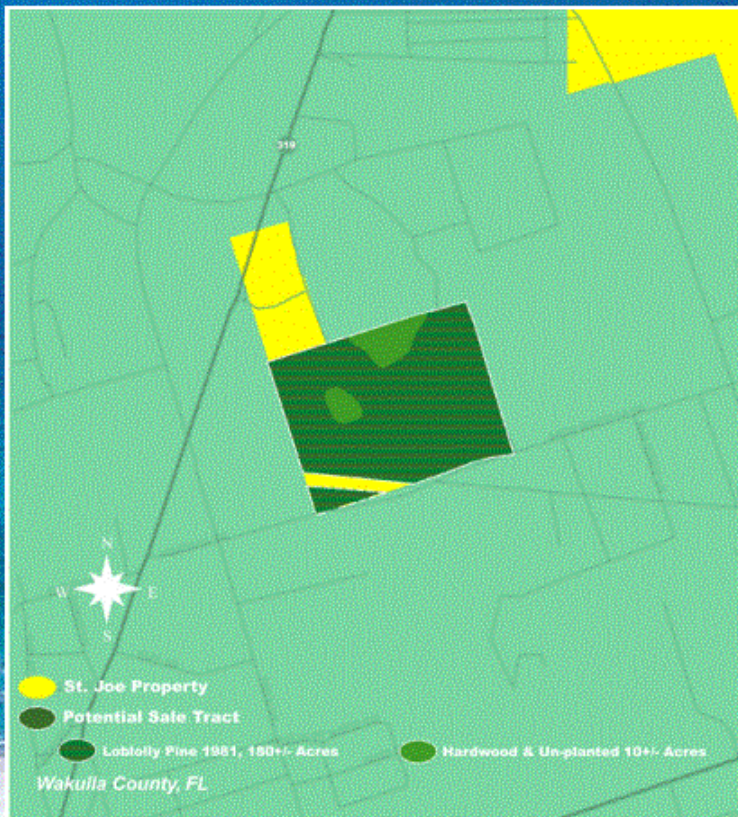 319
N
W E
S
St. Joe Property
Potential Sale Tract
Loblolly Pine 1981, 180+/- Acres
Hardwood & Un-planted 10+/- Acres
Wakulla County, FL